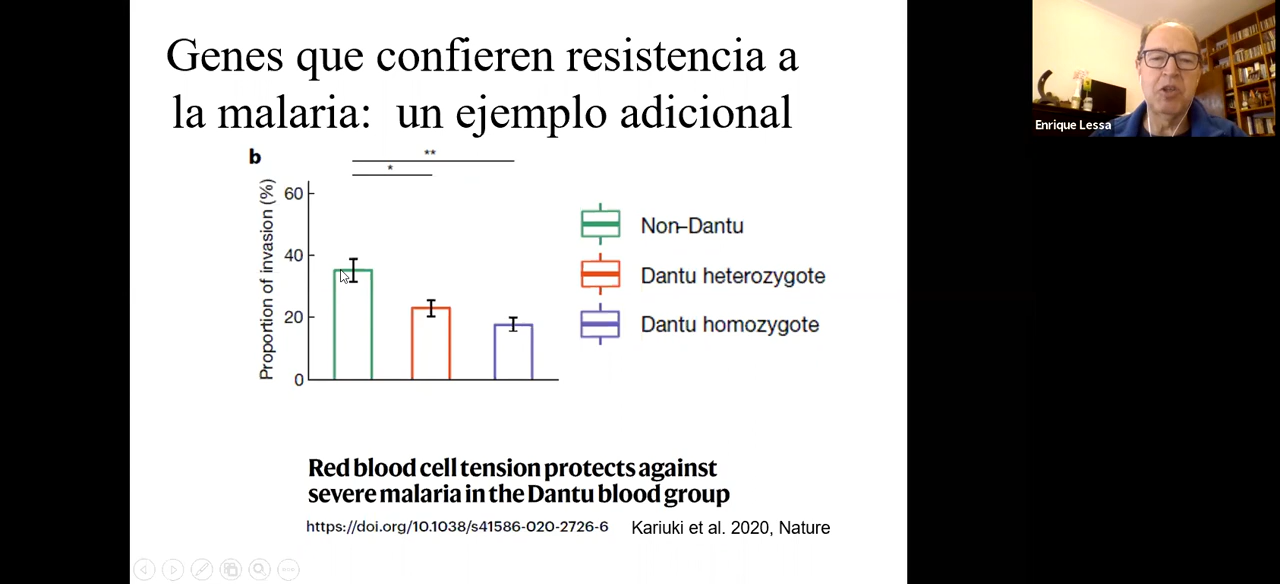 Genes que confieren resistencia a
la malaria: un ejemplo adicional
Enrique Lessa
b
**
*
Proportion of invasion (%)
60
40
20
0
Non–Dantu
Dantu heterozygote
Dantu homozygote
Red blood cell tension protects against
severe malaria in the Dantu blood group
https://doi.org/10.1038/s41586-020-2726-6 Kariuki et al. 2020, Nature